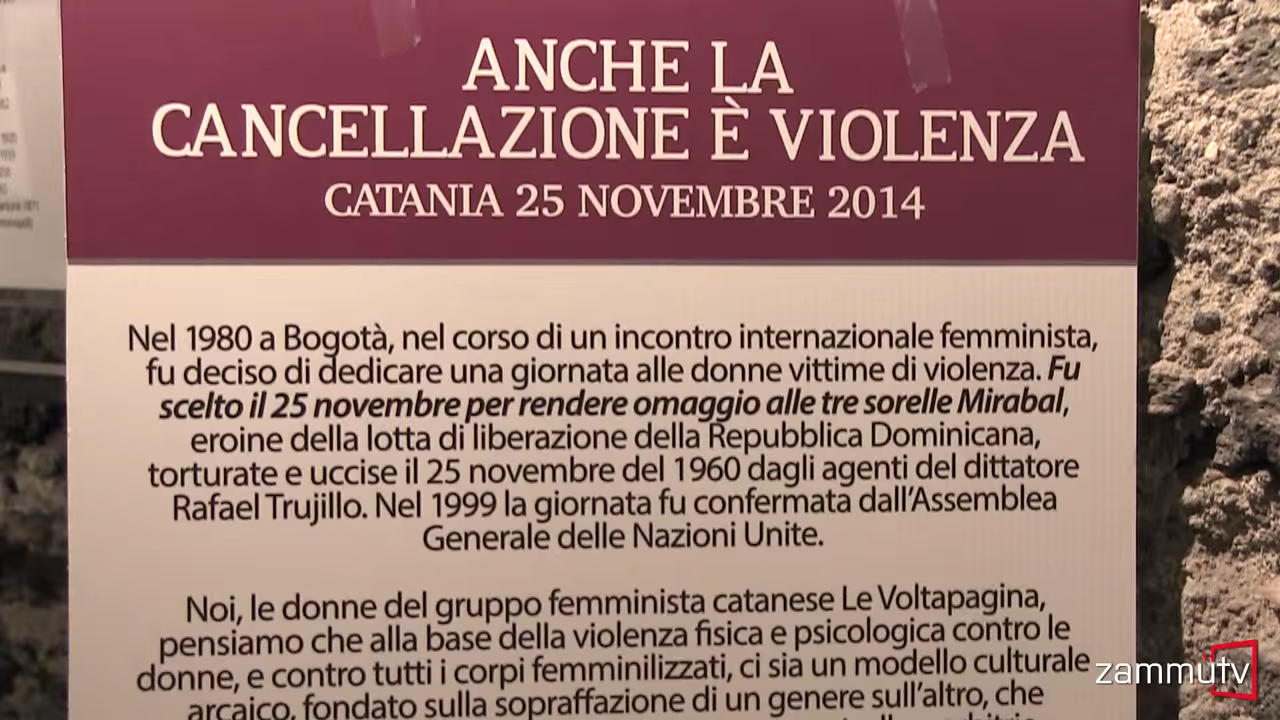 ANCHE LA
CANCELLAZIONE È VIOLENZA
CATANIA 25 NOVEMBRE 2014
Nel 1980 a Bogotà, nel corso di un incontro internazionale femminista,
fu deciso di dedicare una giornata alle donne vittime di violenza. Fu
scelto il 25 novembre per rendere omaggio alle tre sorelle Mirabal,
eroine della lotta di liberazione della Repubblica Dominicana,
torturate e uccise il 25 novembre del 1960 dagli agenti del dittatore
Rafael Trujillo. Nel 1999 la giornata fu confermata dall'Assemblea
Generale delle Nazioni Unite.
Noi, le donne del gruppo femminista catanese Le Voltapagina,
pensiamo che alla base della violenza fisica e psicologica contro le
donne, e contro tutti i corpi femminilizzati, ci sia un modello culturale
arcaico, fondato sulla sopraffazione di un genere sull'altro, che
zammutv